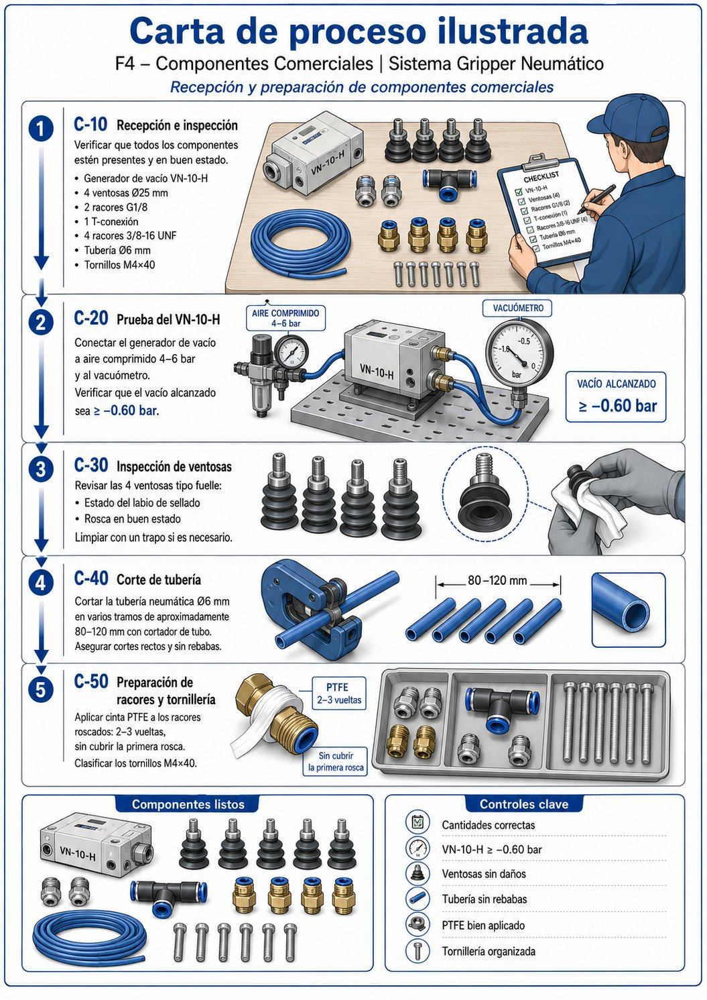 Carta de proceso ilustrada
F4 – Componentes Comerciales | Sistema Gripper Neumático
Recepción y preparación de componentes comerciales
1
C-10 Recepción e inspección
Verificar que todos los componentes
estén presentes y en buen estado.
• Generador de vacío VN-10-H
• 4 ventosas Ø25 mm
• 2 racores G1/8
• 1 T-conexión
• 4 racores 3/8-16 UNF
• Tubería Ø6 mm
• Tornillos M4×40
VN-10-H
CHECKLIST
VN-10-H
Ventosas (4)
Racores G1/8 (2)
T-conexión (1)
Racores 3/8-16 UNF (4)
Tubería Ø6 mm
Tornillos M4×40
2
C-20 Prueba del VN-10-H
Conectar el generador de vacío
a aire comprimido 4–6 bar
y al vacuómetro.
Verificar que el vacío alcanzado
sea ≥ −0.60 bar.
AIRE COMPRIMIDO
4–6 bar
VN-10-H
VACUÓMETRO
-0.5
-1.0
0
bar
VACÍO ALCANZADO
≥ −0.60 bar
3
C-30 Inspección de ventosas
Revisar las 4 ventosas tipo fuelle:
• Estado del labio de sellado
• Rosca en buen estado
Limpiar con un trapo si es necesario.
4
C-40 Corte de tubería
Cortar la tubería neumática Ø6 mm
en varios tramos de aproximadamente
80–120 mm con cortador de tubo.
Asegurar cortes rectos y sin rebabas.
80–120 mm
5
C-50 Preparación de
racores y tornillería
Aplicar cinta PTFE a los racores
roscados: 2–3 vueltas,
sin cubrir la primera rosca.
Clasificar los tornillos M4×40.
PTFE
2–3 vueltas
Sin cubrir
la primera rosca
Componentes listos
VN-10-H
Controles clave
Cantidades correctas
VN-10-H ≥ −0.60 bar
Ventosas sin daños
Tubería sin rebabas
PTFE bien aplicado
Tornillería organizada